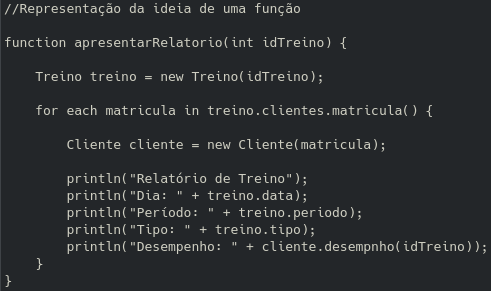 //Representação da ideia de uma função
function apresentarRelatorio(int idTreino) {
Treino treino = new Treino(idTreino);
for each matricula in treino.clientes.matricula() {
Cliente cliente = new Cliente(matricula);
println("Relatório de Treino");
println("Dia: " + treino.data);
println("Período: " + treino.periodo);
println("Tipo: " + treino.tipo);
println("Desempenho: " + cliente.desempnho(idTreino));
}
}